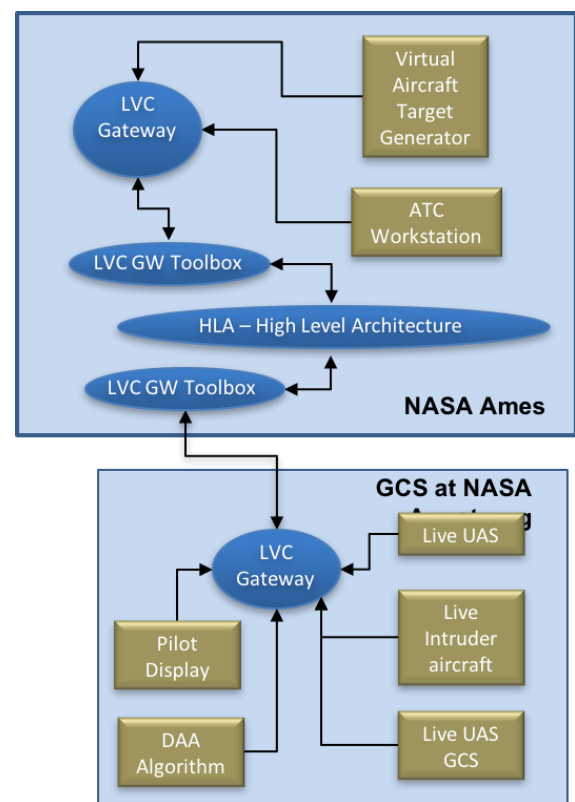 Virtual
Aircraft
Target
Generator
LVC
Gateway
ATC
Workstation
LVC GW Toolbox
HLA – High Level Architecture
LVC GW Toolbox
NASA Ames
GCS at NASA
Live UAS
LVC
Gateway
Live
Intruder
aircraft
Pilot
Display
DAA
Algorithm
Live UAS
GCS